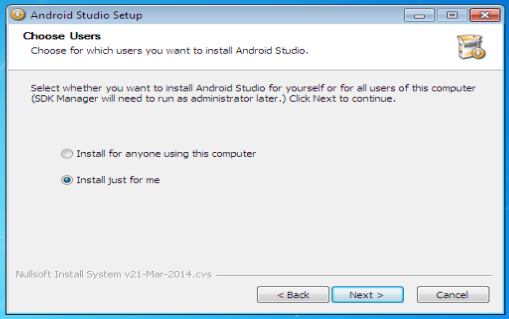 Android Studio Setup
Choose Users
Choose for which users you want to install Android Studio.
Select whether you want to install Android Studio for yourself or for all users of this computer
(SDK Manager will need to run as administrator later.) Click Next to continue.
Install for anyone using this computer
Install just for me
Nullsoft Install System v21-Mar-2014.cvs
< Back
Next >
Cancel